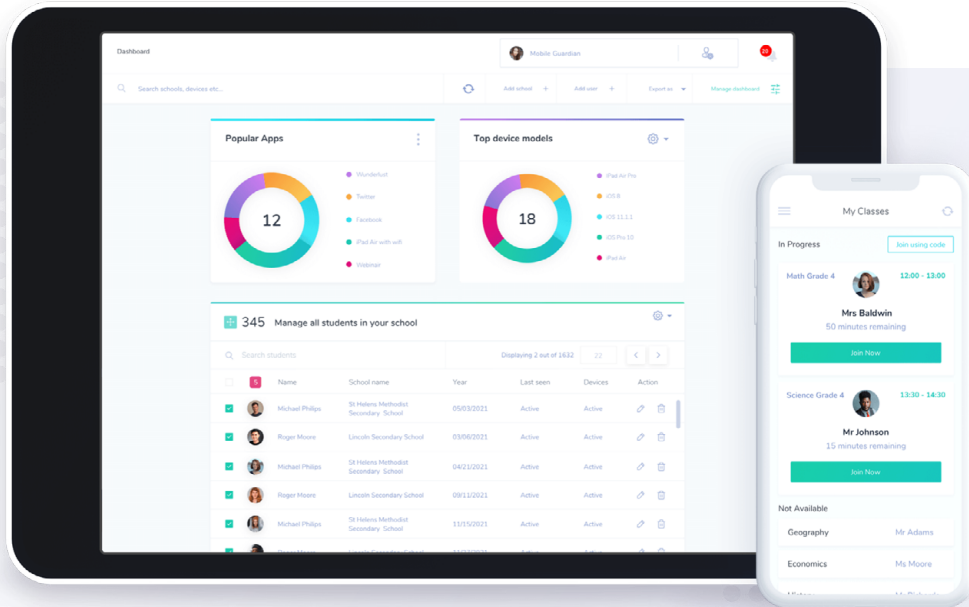 Dashboard
Mobile Guardian
20
Search schools, devices etc...
Add school +
Add user +
Export as
Manage dashboard
Popular Apps
12
Wunderlust
Twitter
Facebook
iPad Air with wifi
Webmair
Top device models
18
iPad Air Pro
iOS 8
iOS 11.1.1
iOS Pro 10
iPad Air
345 Manage all students in your school
Search students
Displaying 2 out of 1632
22
S Name School name Year Last seen Devices Action
Michael Philips St Helens Methodist Secondary School 05/03/2021 Active Active
Roger Moore Lincoln Secondary School 03/08/2021 Active Active
Michael Philips St Helens Methodist Secondary School 04/21/2021 Active Active
Roger Moore Lincoln Secondary School 09/11/2021 Active Active
Michael Philips St Helens Methodist Secondary School 11/15/2021 Active Active
My Classes
In Progress
Join using code
Math Grade 4
12:00 - 13:00
Mrs Baldwin
50 minutes remaining
Join Now
Science Grade 4
13:30 - 14:30
Mr Johnson
15 minutes remaining
Join Now
Not Available
Geography Mr Adams
Economics Ms Moore